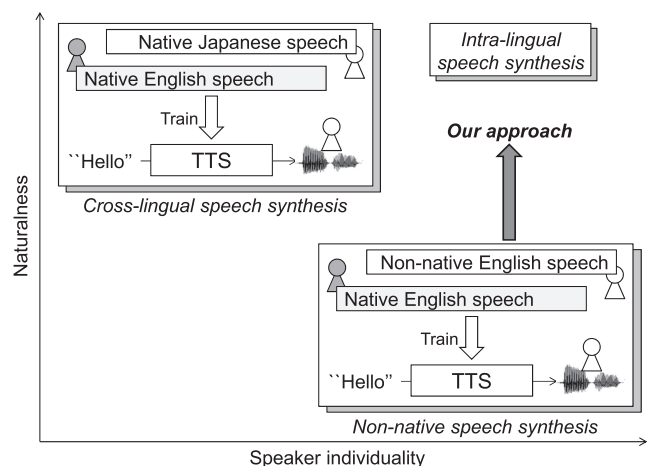 Native Japanese speech
Native English speech
Train
``Hello''
TTS
Cross-lingual speech synthesis
Intra-lingual
speech synthesis
Our approach
Non-native English speech
Native English speech
Train
``Hello''
TTS
Non-native speech synthesis
Naturalness
Speaker individuality